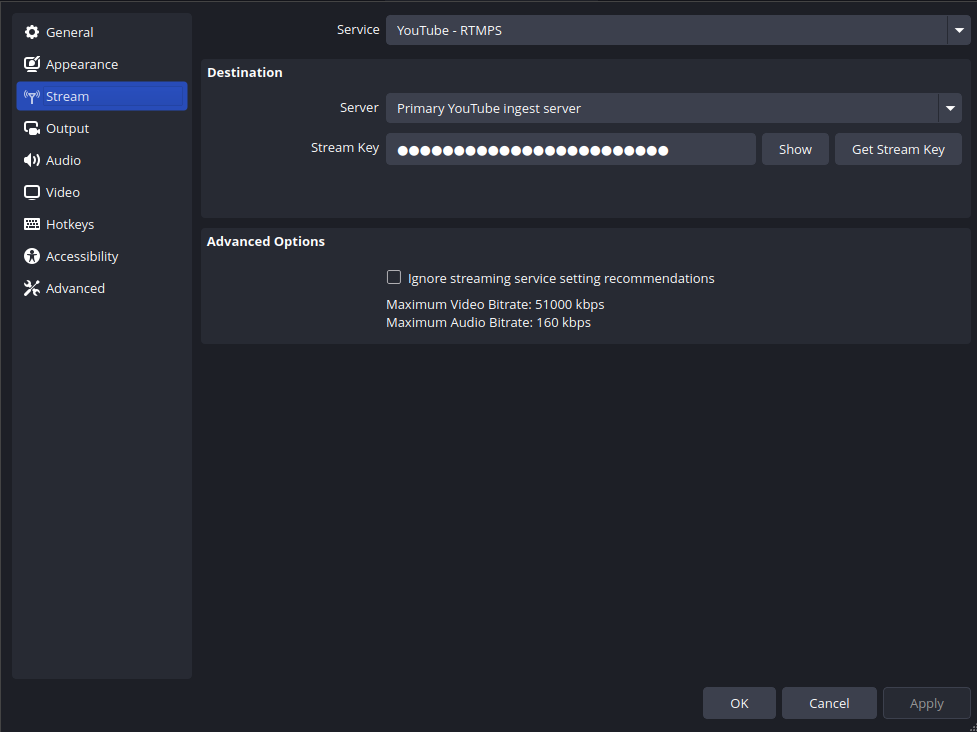 General
Appearance
Stream
Output
Audio
Video
Hotkeys
Accessibility
Advanced
Service YouTube - RTMPS
Destination
Server Primary YouTube ingest server
Stream Key ●●●●●●●●●●●●●●●●●●●●●●●● Show Get Stream Key
Advanced Options
Ignore streaming service setting recommendations
Maximum Video Bitrate: 51000 kbps
Maximum Audio Bitrate: 160 kbps
OK Cancel Apply